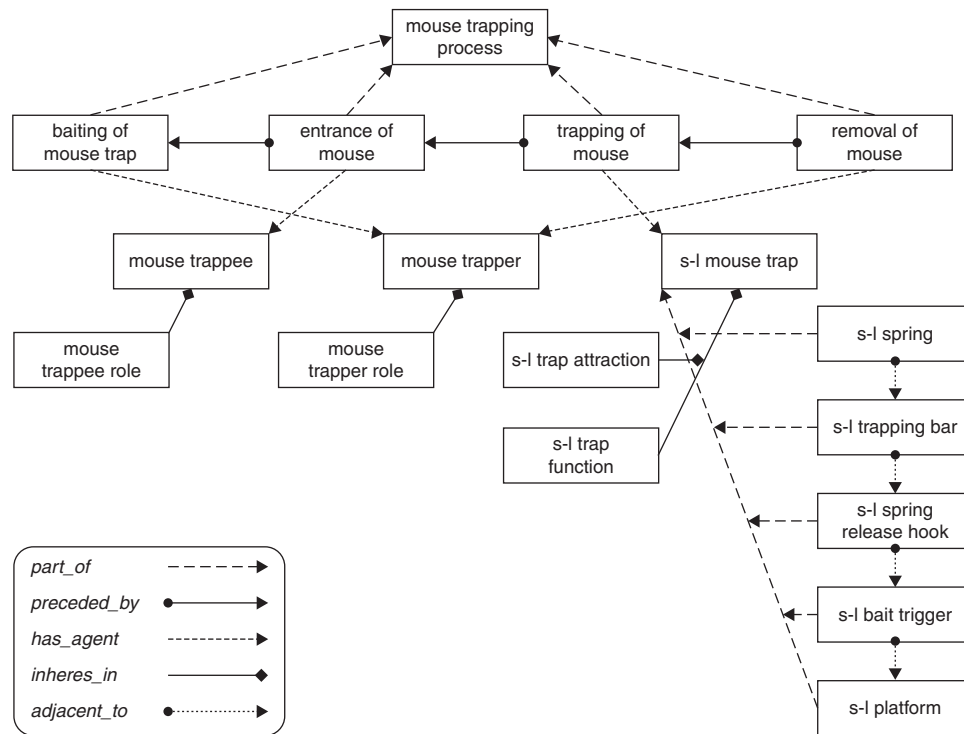 mouse trapping
process
baiting of
mouse trap
entrance of
mouse
trapping of
mouse
removal of
mouse
mouse trappee
mouse trapper
s-l mouse trap
mouse
trappee role
mouse
trapper role
s-l trap attraction
s-l trap
function
s-l spring
s-l trapping bar
s-l spring
release hook
s-l bait trigger
s-l platform
part_of
preceded_by
has_agent
inheres_in
adjacent_to